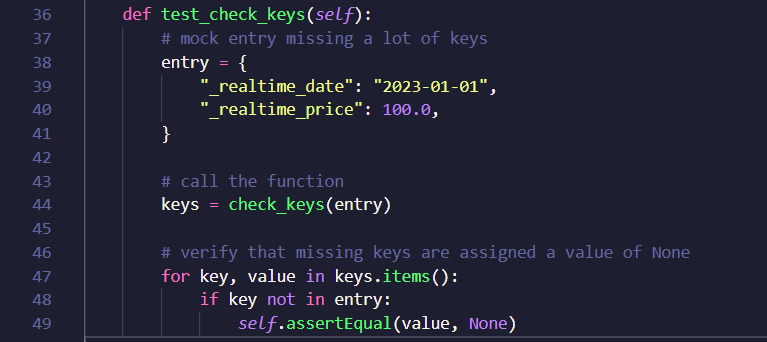 36 def test_check_keys(self):
37 # mock entry missing a lot of keys
38 entry = {
39 "_realtime_date": "2023-01-01",
40 "_realtime_price": 100.0,
41 }
42
43 # call the function
44 keys = check_keys(entry)
45
46 # verify that missing keys are assigned a value of None
47 for key, value in keys.items():
48 if key not in entry:
49 self.assertEqual(value, None)